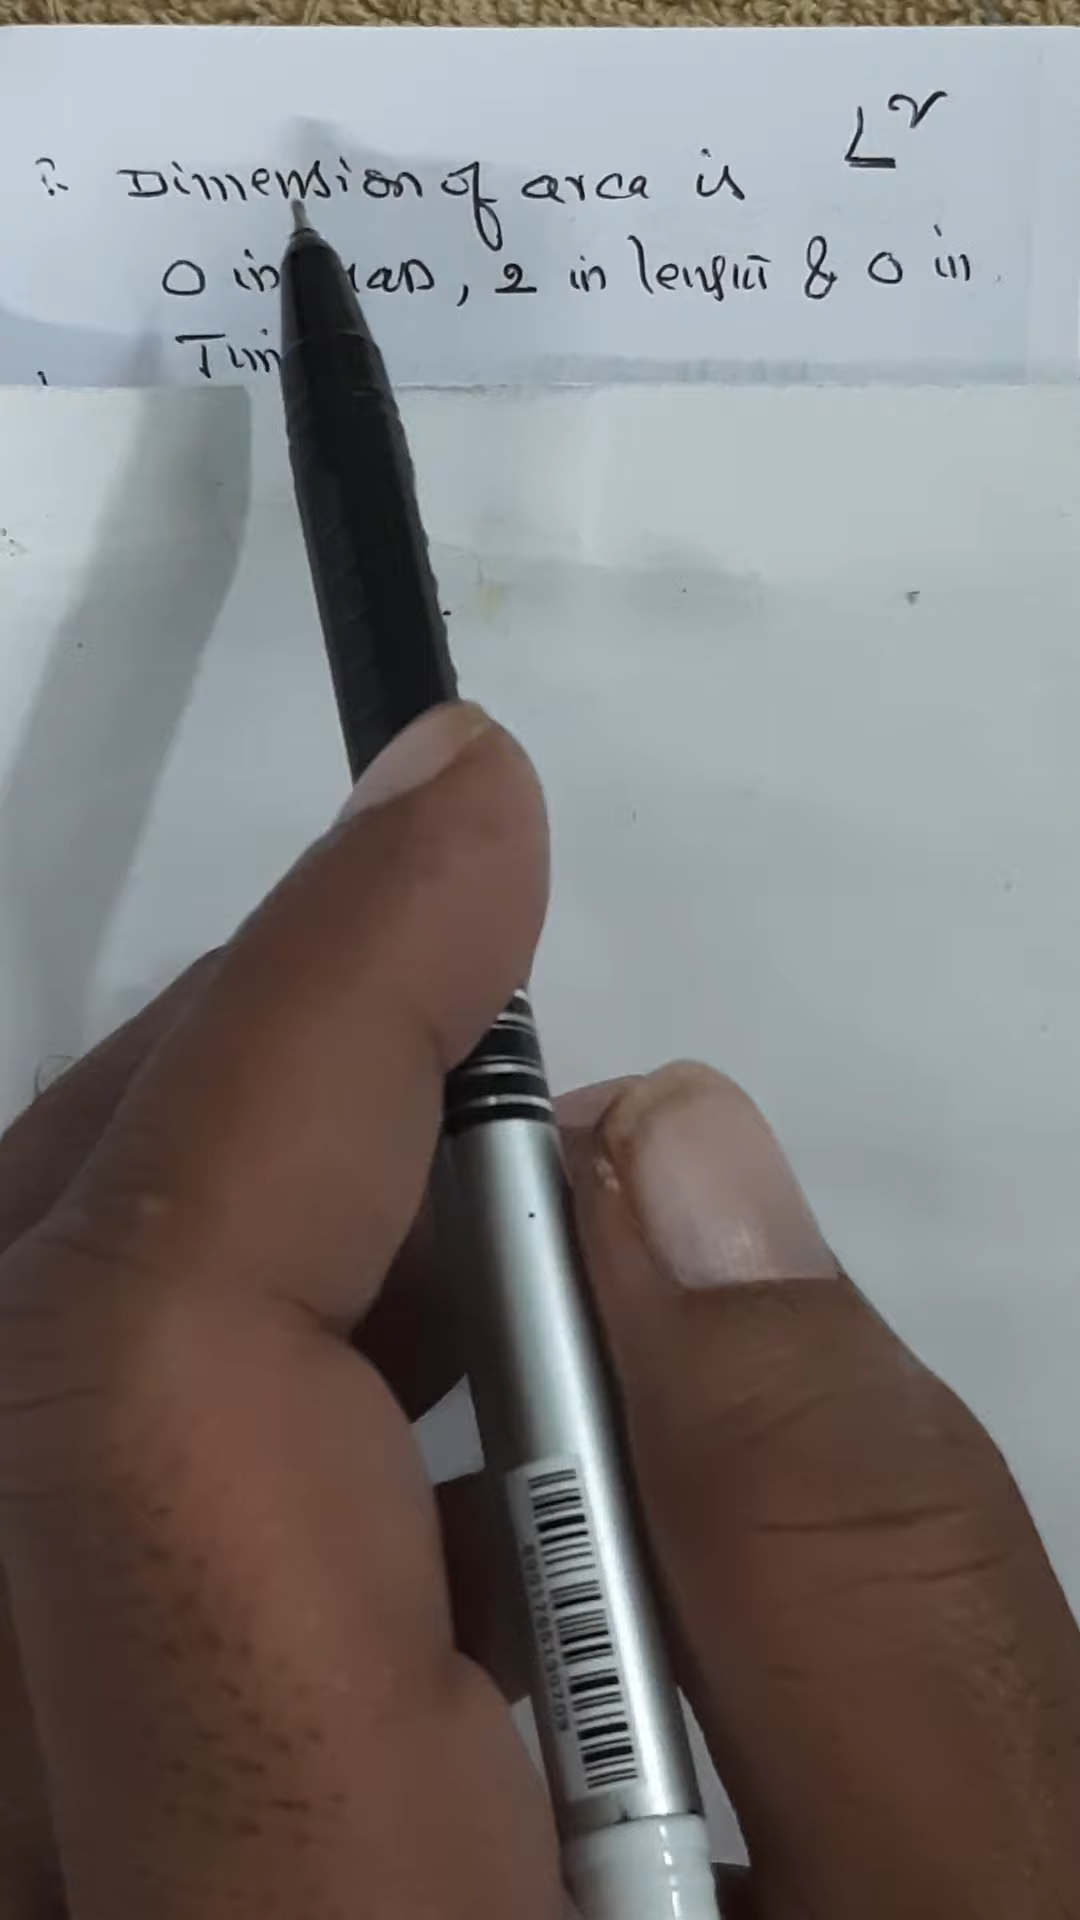 L²
∴ Dimension of area is
0 in , 2 in length & 0 in